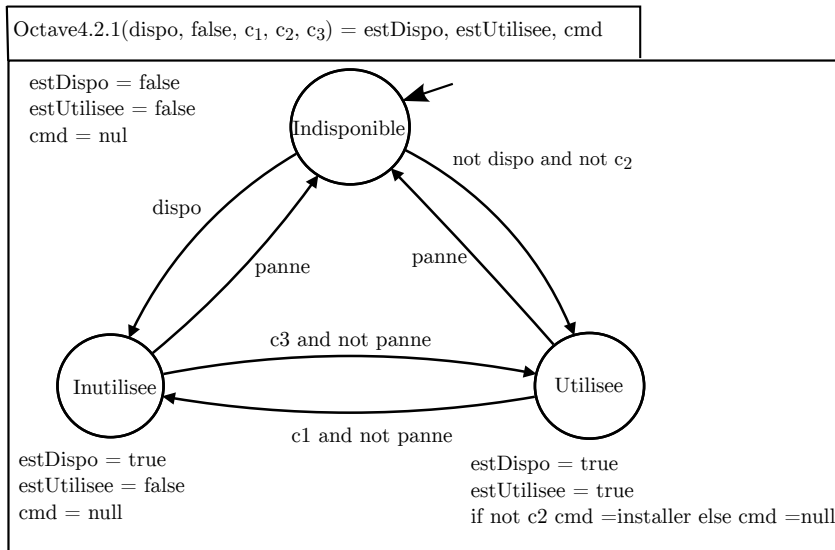 Octave4.2.1(dispo, false, c₁, c₂, c₃) = estDispo, estUtilisee, cmd
estDispo = false
estUtilisee = false
cmd = nul
Indisponible
not dispo and not c₂
dispo
panne
panne
c3 and not panne
Inutilisee
Utilisee
c1 and not panne
estDispo = true
estUtilisee = false
cmd = null
estDispo = true
estUtilisee = true
if not c2 cmd =installer else cmd =null